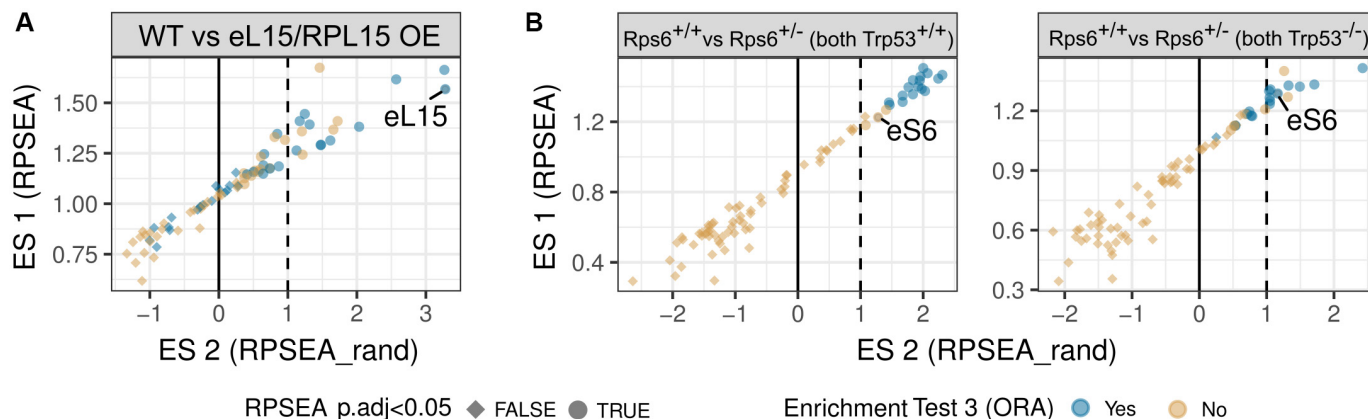 A
WT vs eL15/RPL15 OE
ES 1 (RPSEA)
1.50
1.25
1.00
0.75
eL15
−1 0 1 2 3
ES 2 (RPSEA_rand)
B
Rps6+/+vs Rps6+/- (both Trp53+/+)
ES 1 (RPSEA)
1.2
0.8
0.4
eS6
−2 −1 0 1 2
Rps6+/+vs Rps6+/- (both Trp53-/-)
1.2
0.9
0.6
0.3
eS6
−2 −1 0 1 2
ES 2 (RPSEA_rand)
RPSEA p.adj<0.05 FALSE TRUE
Enrichment Test 3 (ORA) Yes No